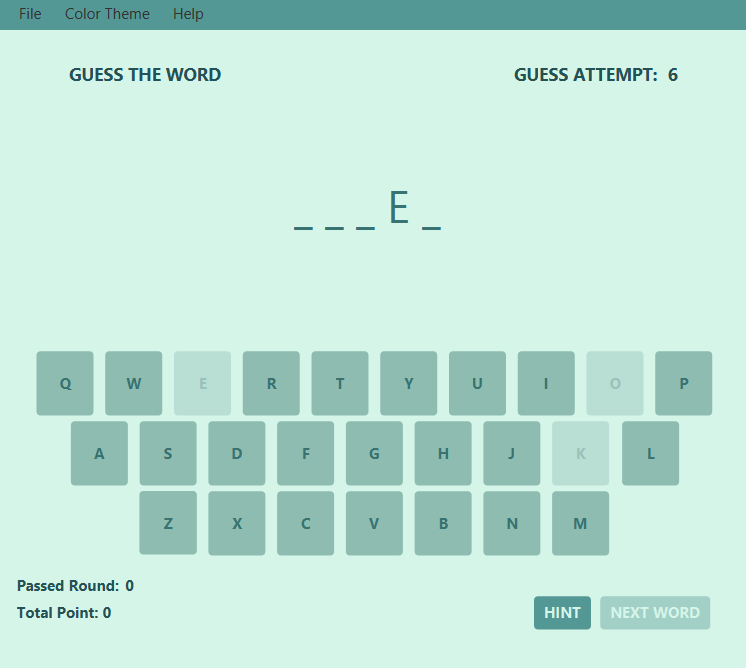 File Color Theme Help
GUESS THE WORD GUESS ATTEMPT: 6
_ _ _ E _
Q W E R T Y U I O P
A S D F G H J K L
Z X C V B N M
Passed Round: 0
Total Point: 0
HINT NEXT WORD